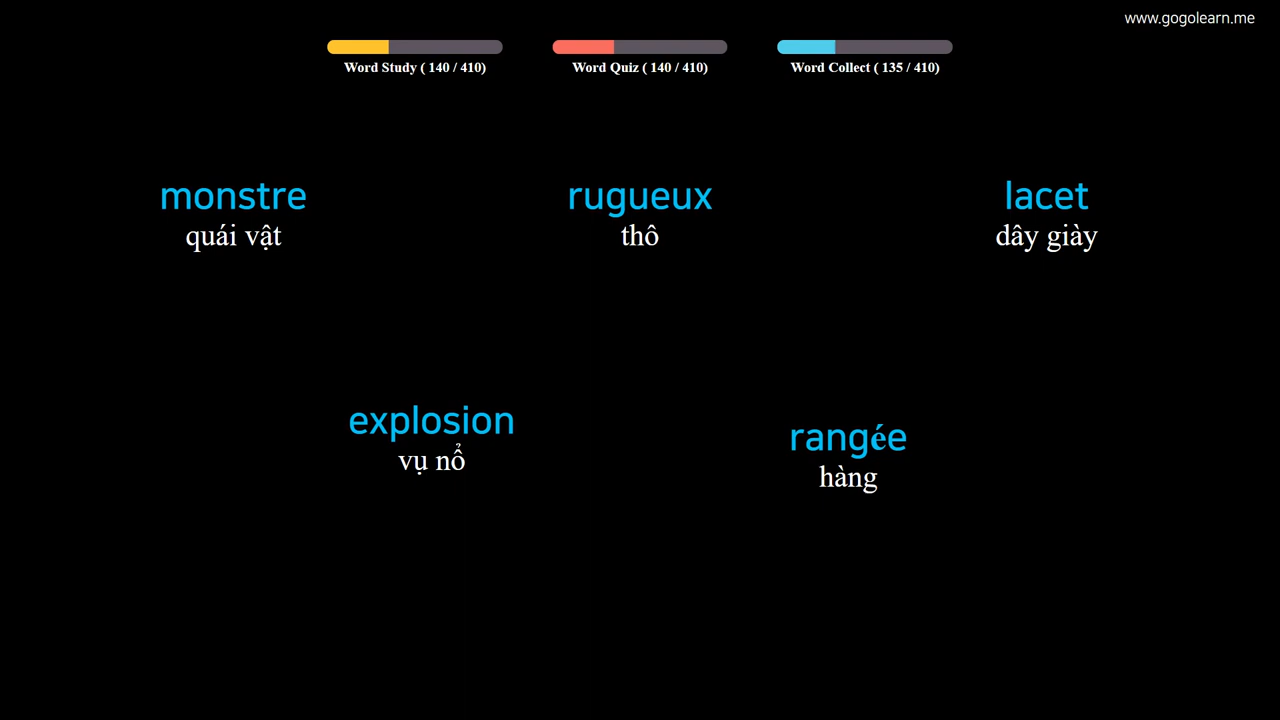 www.gogolearn.me
Word Study ( 140 / 410)
Word Quiz ( 140 / 410)
Word Collect ( 135 / 410)
monstre
quái vật
rugueux
thô
lacet
dây giày
explosion
vụ nổ
rangée
hàng